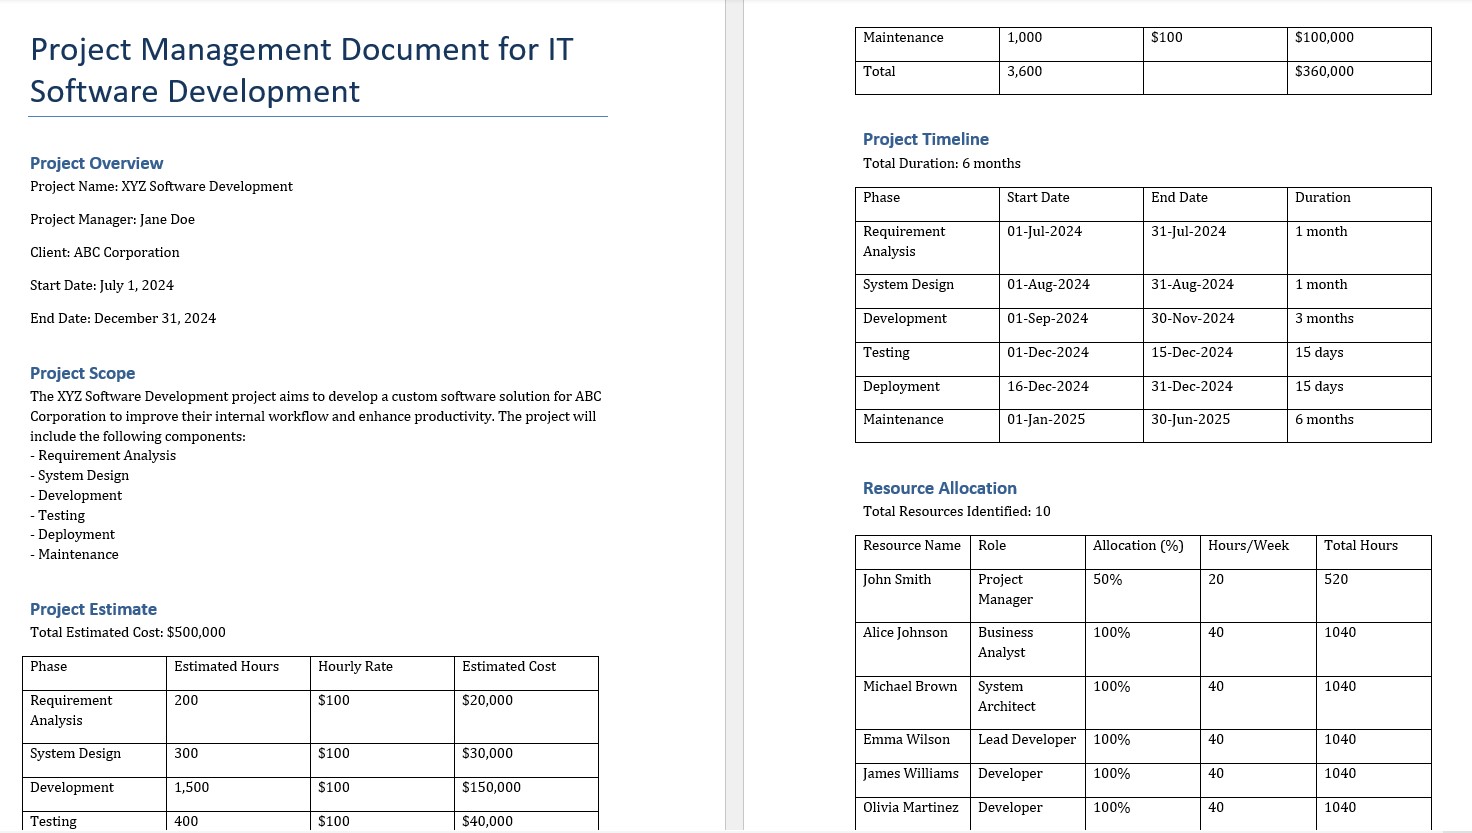 Project Management Document for IT
Software Development
Project Overview
Project Name: XYZ Software Development
Project Manager: Jane Doe
Client: ABC Corporation
Start Date: July 1, 2024
End Date: December 31, 2024
Project Scope
The XYZ Software Development project aims to develop a custom software solution for ABC
Corporation to improve their internal workflow and enhance productivity. The project will
include the following components:
- Requirement Analysis
- System Design
- Development
- Testing
- Deployment
- Maintenance
Project Estimate
Total Estimated Cost: $500,000
Phase Estimated Hours Hourly Rate Estimated Cost
Requirement 200 $100 $20,000
Analysis
System Design 300 $100 $30,000
Development 1,500 $100 $150,000
Testing 400 $100 $40,000
Maintenance 1,000 $100 $100,000
Total 3,600 $360,000
Project Timeline
Total Duration: 6 months
Phase Start Date End Date Duration
Requirement 01-Jul-2024 31-Jul-2024 1 month
Analysis
System Design 01-Aug-2024 31-Aug-2024 1 month
Development 01-Sep-2024 30-Nov-2024 3 months
Testing 01-Dec-2024 15-Dec-2024 15 days
Deployment 16-Dec-2024 31-Dec-2024 15 days
Maintenance 01-Jan-2025 30-Jun-2025 6 months
Resource Allocation
Total Resources Identified: 10
Resource Name Role Allocation (%) Hours/Week Total Hours
John Smith Project 50% 20 520
Manager
Alice Johnson Business 100% 40 1040
Analyst
Michael Brown System 100% 40 1040
Architect
Emma Wilson Lead Developer 100% 40 1040
James Williams Developer 100% 40 1040
Olivia Martinez Developer 100% 40 1040